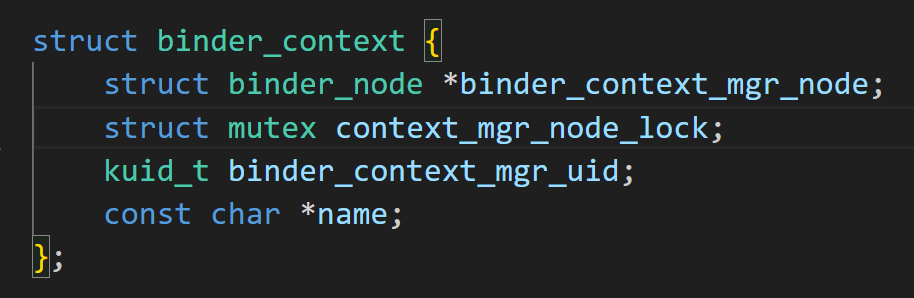 struct binder_context {
    struct binder_node *binder_context_mgr_node;
    struct mutex context_mgr_node_lock;
    kuid_t binder_context_mgr_uid;
    const char *name;
};